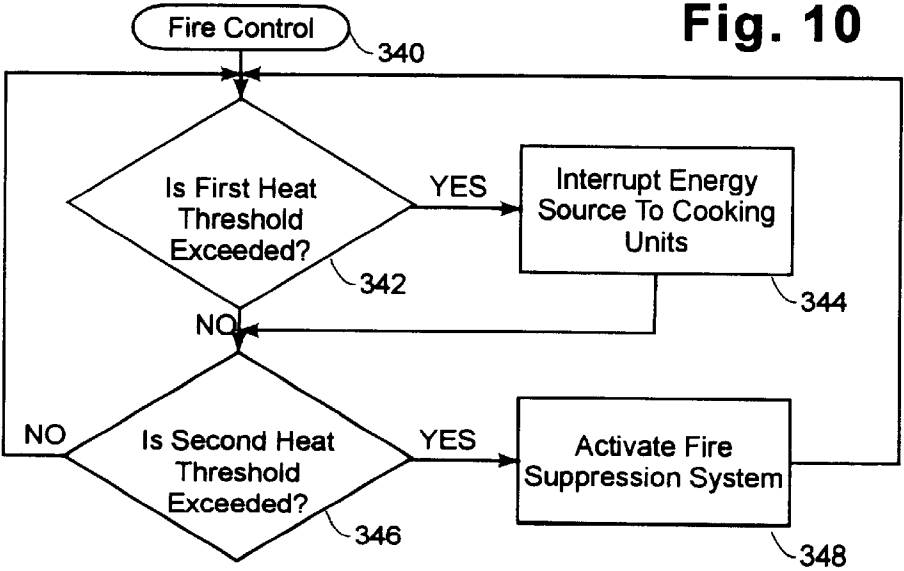 Fig. 10
Fire Control
340
Is First Heat
Threshold
Exceeded?
342
YES
Interrupt Energy
Source To Cooking
Units
344
NO
Is Second Heat
Threshold
Exceeded?
346
NO
YES
Activate Fire
Suppression System
348